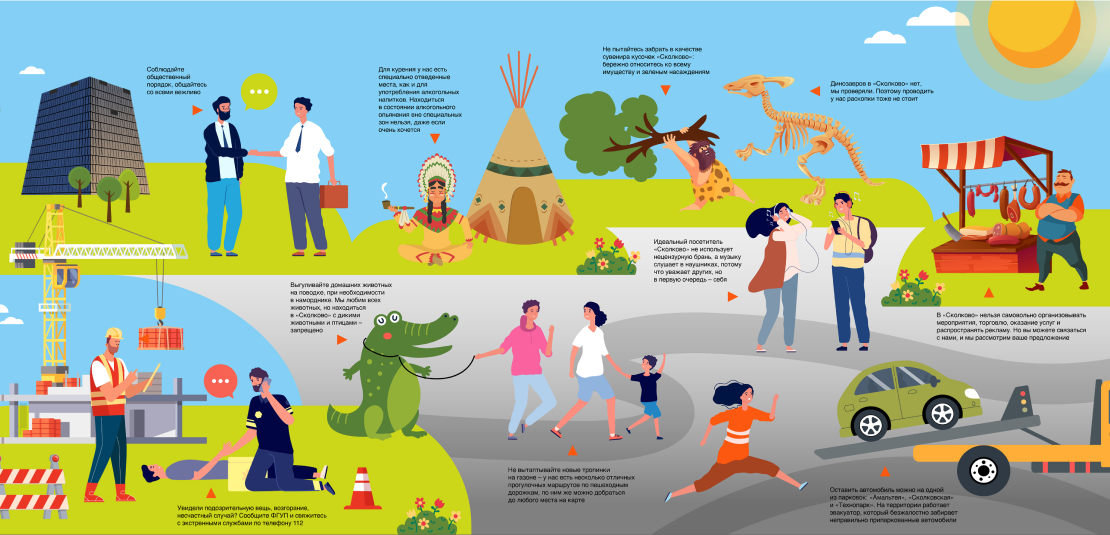 Соблюдайте
общественный
порядок, общайтесь
со всеми вежливо
Для курения у нас есть
специально отведенные
места, как и для
употребления алкогольных
напитков. Находиться
в состоянии алкогольного
опьянения вне специальных
зон нельзя, даже если
очень хочется
Не пытайтесь забрать в качестве
сувенира кусочек «Сколково»:
бережно относитесь ко всему
имуществу и зеленым насаждениям
Динозавров в «Сколково» нет,
мы проверяли. Поэтому проводить
у нас раскопки тоже не стоит
Идеальный посетитель
«Сколково» не использует
нецензурную брань, а музыку
слушает в наушниках, потому
что уважает других, но
в первую очередь – себя
В «Сколково» нельзя самовольно организовывать
мероприятия, торговлю, оказание услуг и
распространять рекламу. Но вы можете связаться
с нами, и мы рассмотрим ваше предложение
Выгуливайте домашних животных
на поводке, при необходимости
в наморднике. Мы любим всех
животных, но находиться
в «Сколково» с дикими
животными и птицами –
запрещено
Увидели подозрительную вещь, возгорание,
несчастный случай? Сообщите ФГУП и свяжитесь
с экстренными службами по телефону 112
Не вытаптывайте новые тропинки
на газоне – у нас есть несколько отличных
прогулочных маршрутов по пешеходным
дорожкам, по ним же можно добраться
до любого места на карте
Оставить автомобиль можно на одной
из парковок: «Амальтея», «Сколковская»
и «Технопарк». На территории работает
эвакуатор, который безжалостно забирает
неправильно припаркованные автомобили